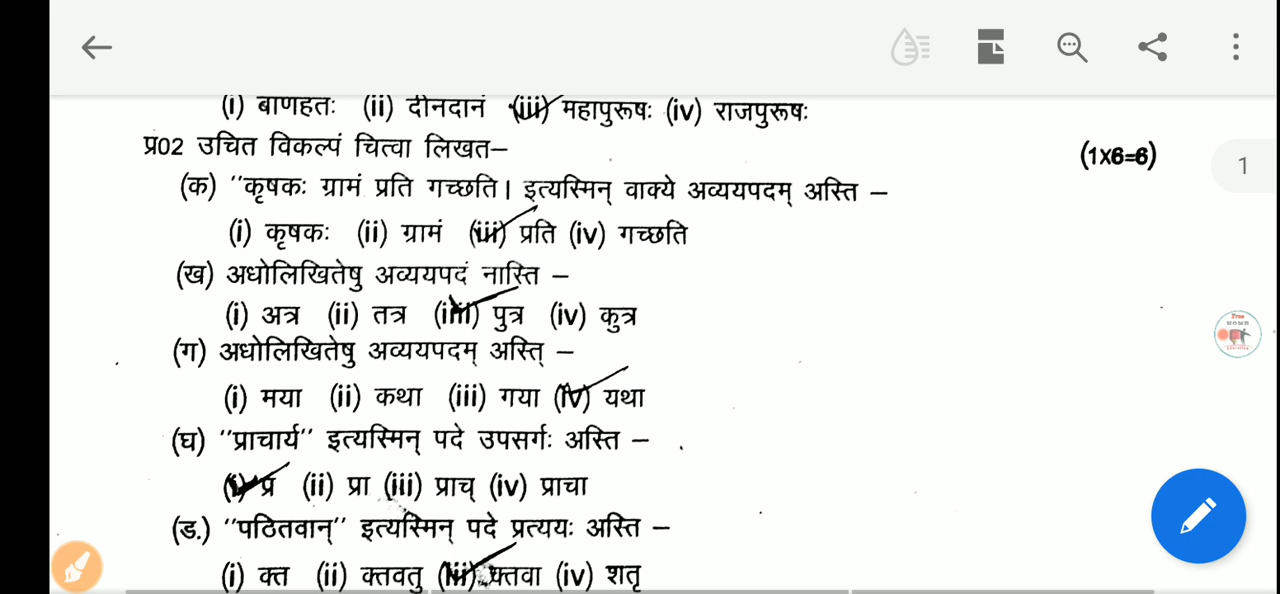 (i) बाणहतः (ii) दीनदानं (iii) महापुरूषः (iv) राजपुरूषः
प्र02 उचित विकल्पं चित्वा लिखत– (1X6=6)
1
(क) "कृषकः ग्रामं प्रति गच्छति। इत्यस्मिन् वाक्ये अव्ययपदम् अस्ति –
(i) कृषकः (ii) ग्रामं (iii) प्रति (iv) गच्छति
(ख) अधोलिखितेषु अव्ययपदं नास्ति –
(i) अत्र (ii) तत्र (iii) पुत्र (iv) कुत्र
Free
(ग) अधोलिखितेषु अव्ययपदम् अस्ति् –
(i) मया (ii) कथा (iii) गया (iv) यथा
(घ) "प्राचार्य" इत्यस्मिन् पदे उपसर्गः अस्ति –
(i) प्र (ii) प्रा (iii) प्राच् (iv) प्राचा
(ड.) "पठितवान्" इत्यस्मिन् पदे प्रत्ययः अस्ति –
(i) क्त (ii) क्तवतु (iii) क्तवा (iv) शतृ